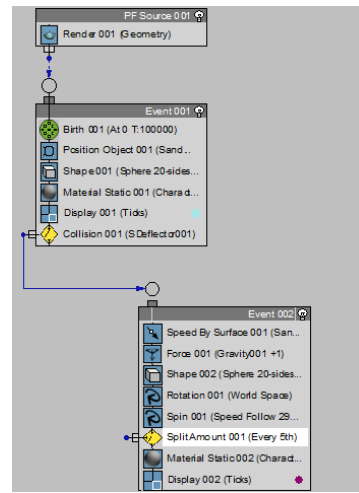 PF Source 001
Render 001 (Geometry)
Event 001
Birth 001 (At 0 T:100000)
Position Object 001 (Sand...
Shape 001 (Sphere 20-sides...
Material Static 001 (Charact...
Display 001 (Ticks)
Collision 001 (SDeflector001)
Event 002
Speed By Surface 001 (San...
Force 001 (Gravity001 +1)
Shape 002 (Sphere 20-sides...
Rotation 001 (World Space)
Spin 001 (Speed Follow 29...
Split Amount 001 (Every 5th)
Material Static 002 (Charact...
Display 002 (Ticks)